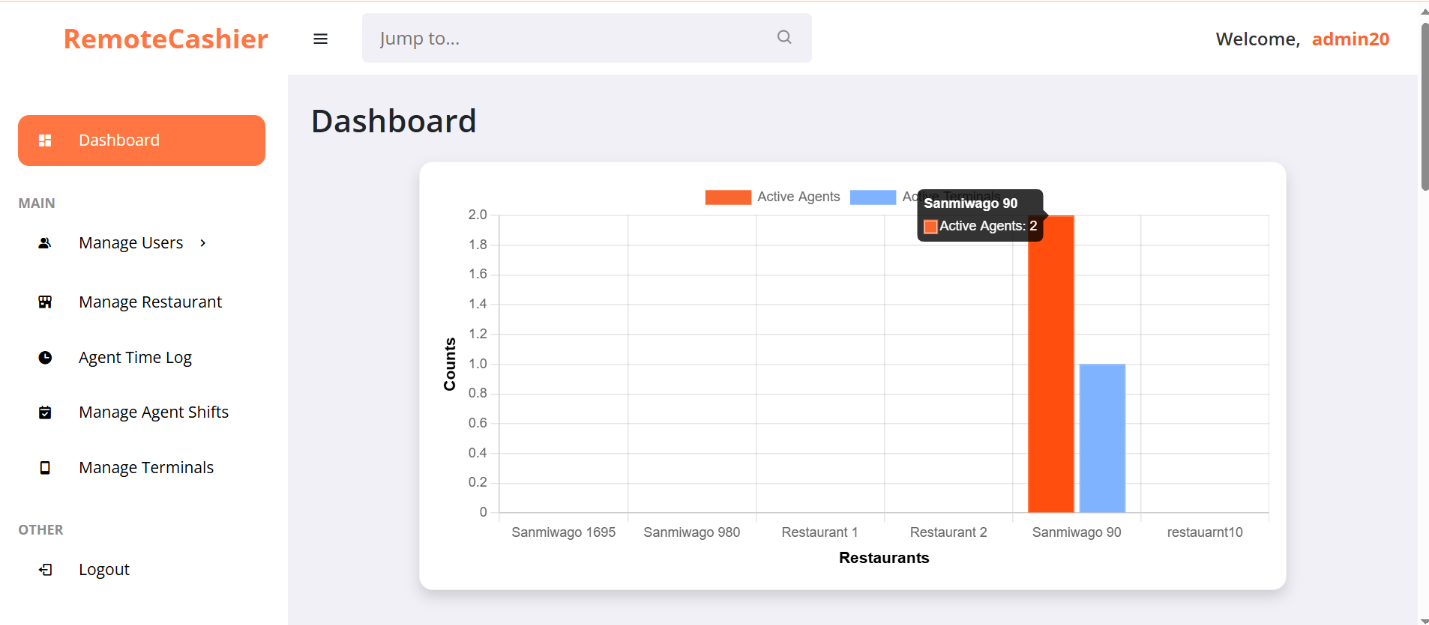 RemoteCashier
Jump to...
Welcome, admin20
Dashboard
MAIN
Manage Users
Manage Restaurant
Agent Time Log
Manage Agent Shifts
Manage Terminals
OTHER
Logout
Dashboard
Active Agents
Active Terminals
Sanmiwago 90
Active Agents: 2
2.0
1.8
1.6
1.4
1.2
1.0
0.8
0.6
0.4
0.2
0
Counts
Sanmiwago 1695 Sanmiwago 980 Restaurant 1 Restaurant 2 Sanmiwago 90 restauarnt10
Restaurants